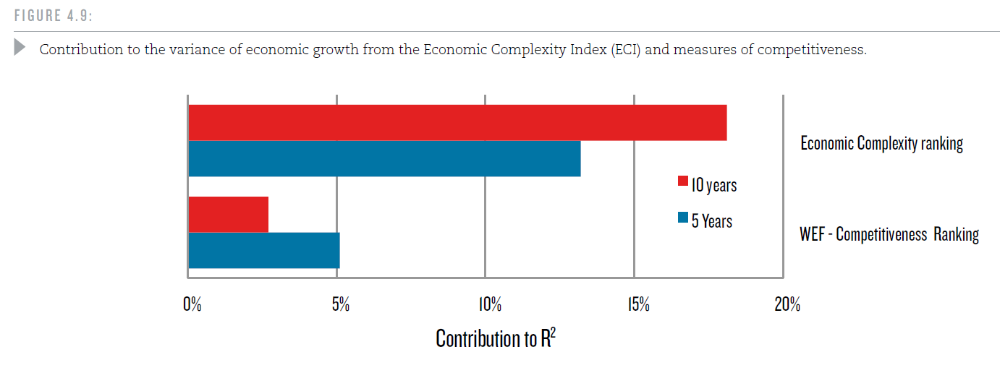 FIGURE 4.9:
Contribution to the variance of economic growth from the Economic Complexity Index (ECI) and measures of competitiveness.
Economic Complexity ranking
10 years
5 Years
WEF - Competitiveness Ranking
0% 5% 10% 15% 20%
Contribution to R²